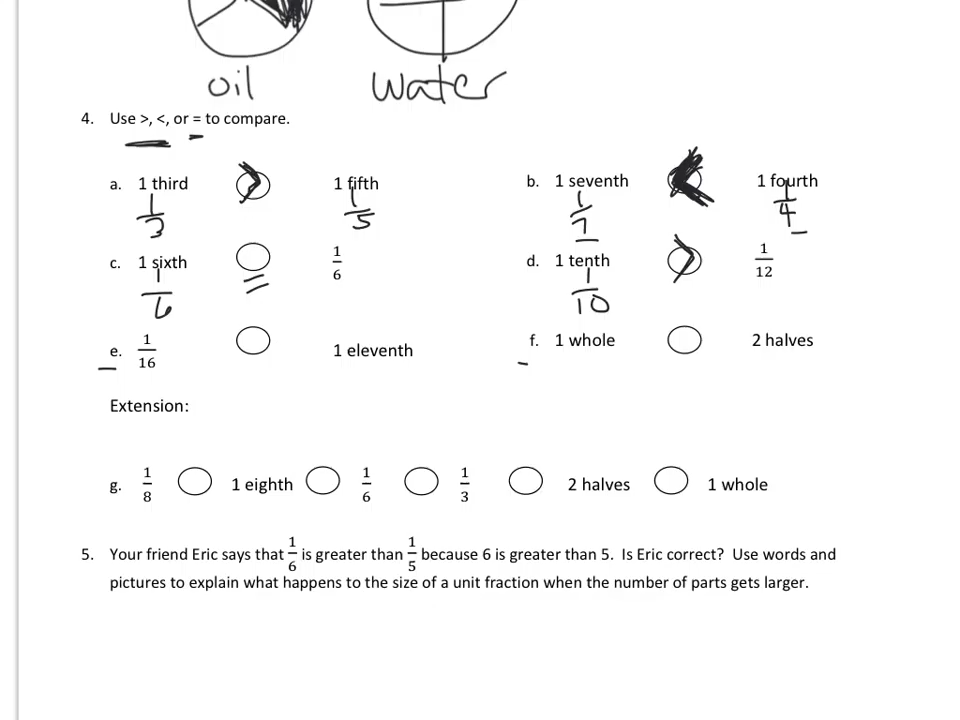 oil water
4. Use >, <, or = to compare.
a. 1 third > 1 fifth b. 1 seventh < 1 fourth
1/3 1/5 1/7 1/4
c. 1 sixth = 1/6 d. 1 tenth > 1/12
1/6 1/10
e. 1/16 1 eleventh f. 1 whole 2 halves
Extension:
g. 1/8 1 eighth 1/6 1/3 2 halves 1 whole
5. Your friend Eric says that 1/6 is greater than 1/5 because 6 is greater than 5. Is Eric correct? Use words and
pictures to explain what happens to the size of a unit fraction when the number of parts gets larger.